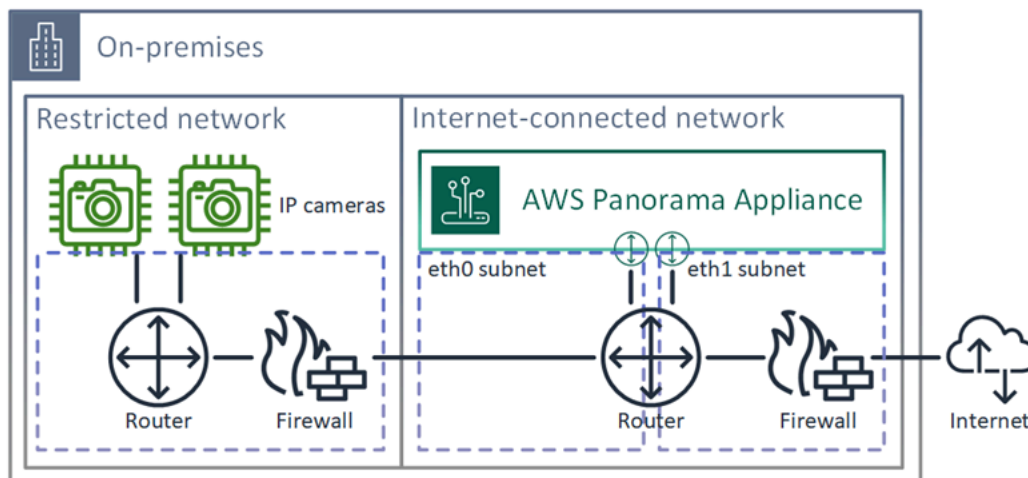 On-premises
Restricted network
Internet-connected network
IP cameras
AWS Panorama Appliance
eth0 subnet
eth1 subnet
Router
Firewall
Router
Firewall
Internet